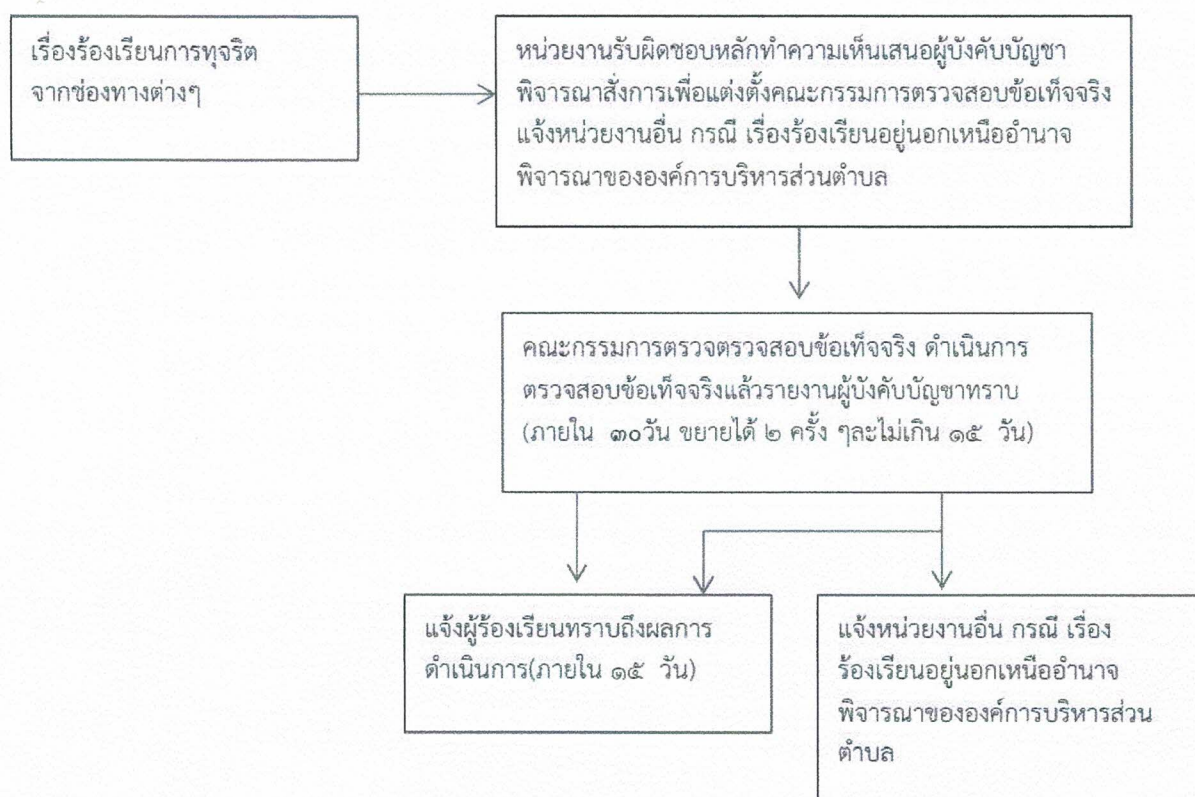 เรื่องร้องเรียนการทุจริต
จากช่องทางต่างๆ
หน่วยงานรับผิดชอบหลักทำความเห็นเสนอผู้บังคับบัญชา
พิจารณาสั่งการเพื่อแต่งตั้งคณะกรรมการตรวจสอบข้อเท็จจริง
แจ้งหน่วยงานอื่น กรณี เรื่องร้องเรียนอยู่นอกเหนืออำนาจ
พิจารณาขององค์การบริหารส่วนตำบล
คณะกรรมการตรวจตรวจสอบข้อเท็จจริง ดำเนินการ
ตรวจสอบข้อเท็จจริงแล้วรายงานผู้บังคับบัญชาทราบ
(ภายใน ๓๐วัน ขยายได้ ๒ ครั้ง ๆละไม่เกิน ๑๕ วัน)
แจ้งผู้ร้องเรียนทราบถึงผลการ
ดำเนินการ(ภายใน ๑๕ วัน)
แจ้งหน่วยงานอื่น กรณี เรื่อง
ร้องเรียนอยู่นอกเหนืออำนาจ
พิจารณาขององค์การบริหารส่วน
ตำบล